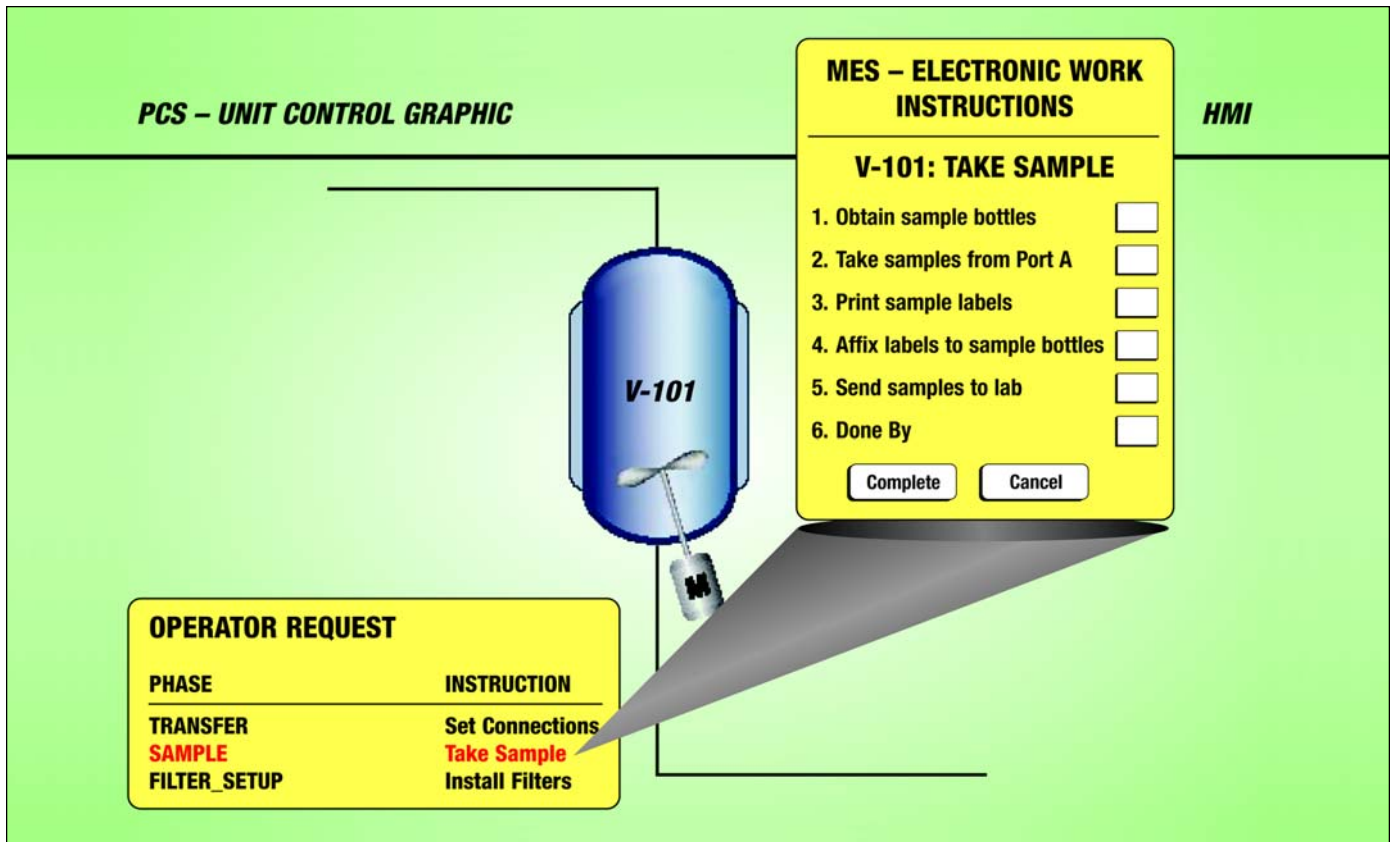 PCS – UNIT CONTROL GRAPHIC
HMI
MES – ELECTRONIC WORK
INSTRUCTIONS
V-101: TAKE SAMPLE
1. Obtain sample bottles
2. Take samples from Port A
3. Print sample labels
4. Affix labels to sample bottles
5. Send samples to lab
6. Done By
Complete Cancel
V-101
M
OPERATOR REQUEST
PHASE INSTRUCTION
TRANSFER Set Connections
SAMPLE Take Sample
FILTER_SETUP Install Filters